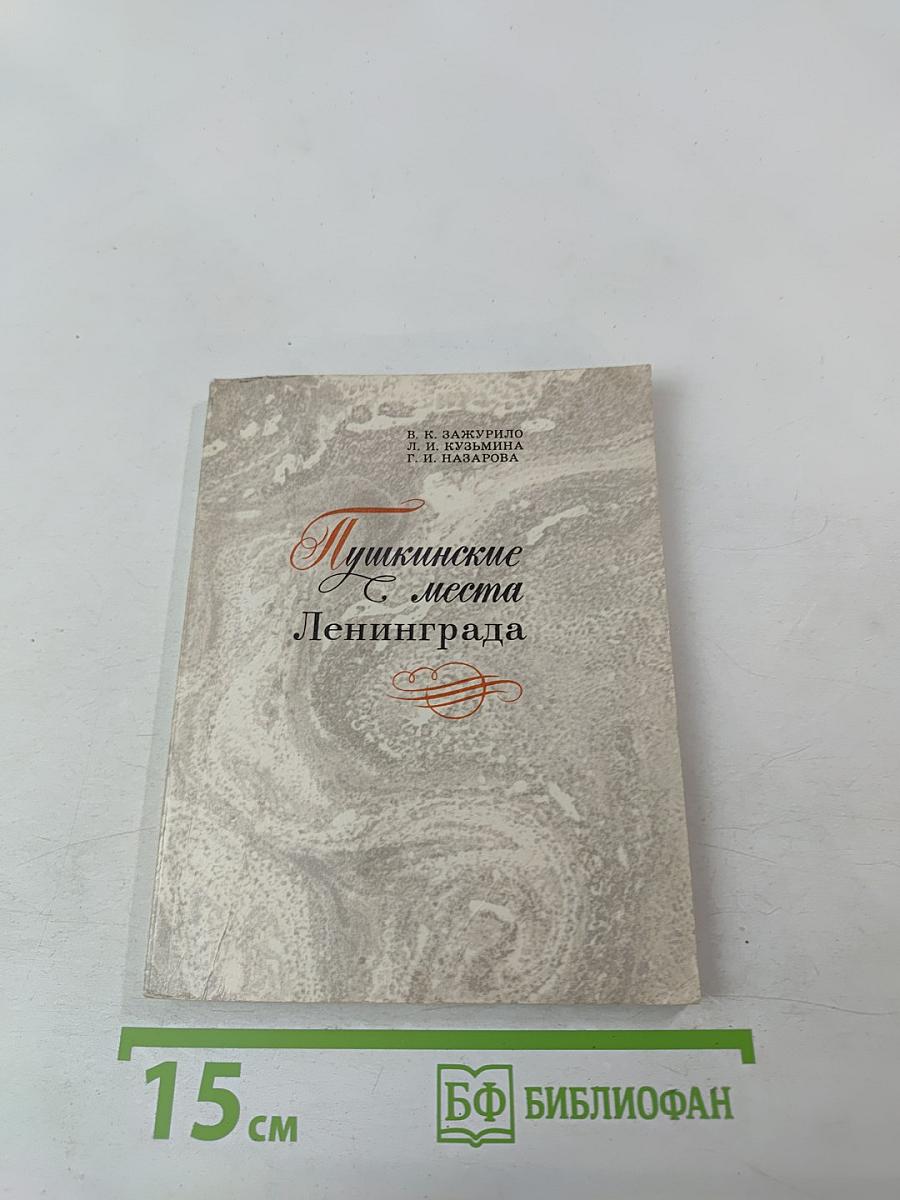 В. К. ЗАЖУРИЛО
Л. И. КУЗЬМИНА
Г. И. НАЗАРОВА
Пушкинские
места
Ленинграда
15 см
БФ БИБЛИОФАН